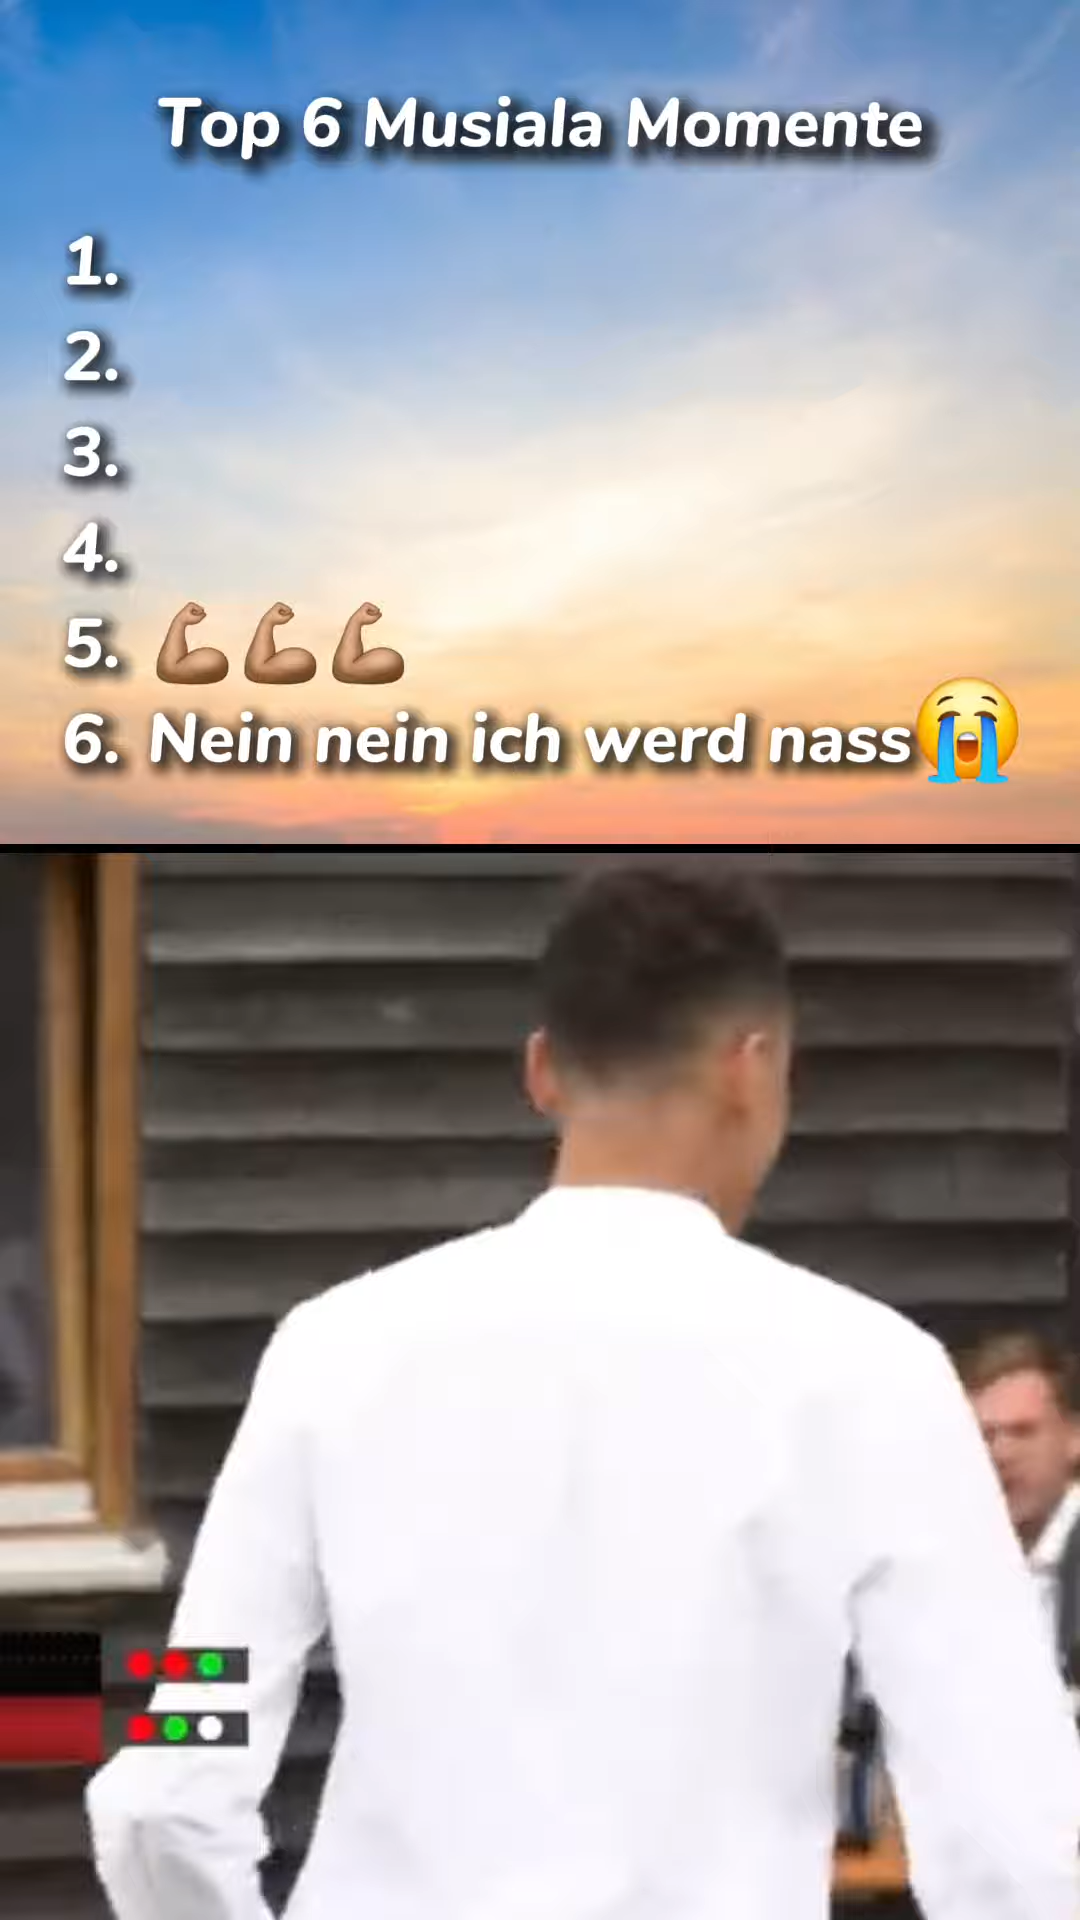 Top 6 Musiala Momente
1.
2.
3.
4.
5. 💪🏽💪🏽💪🏽
6. Nein nein ich werd nass😭